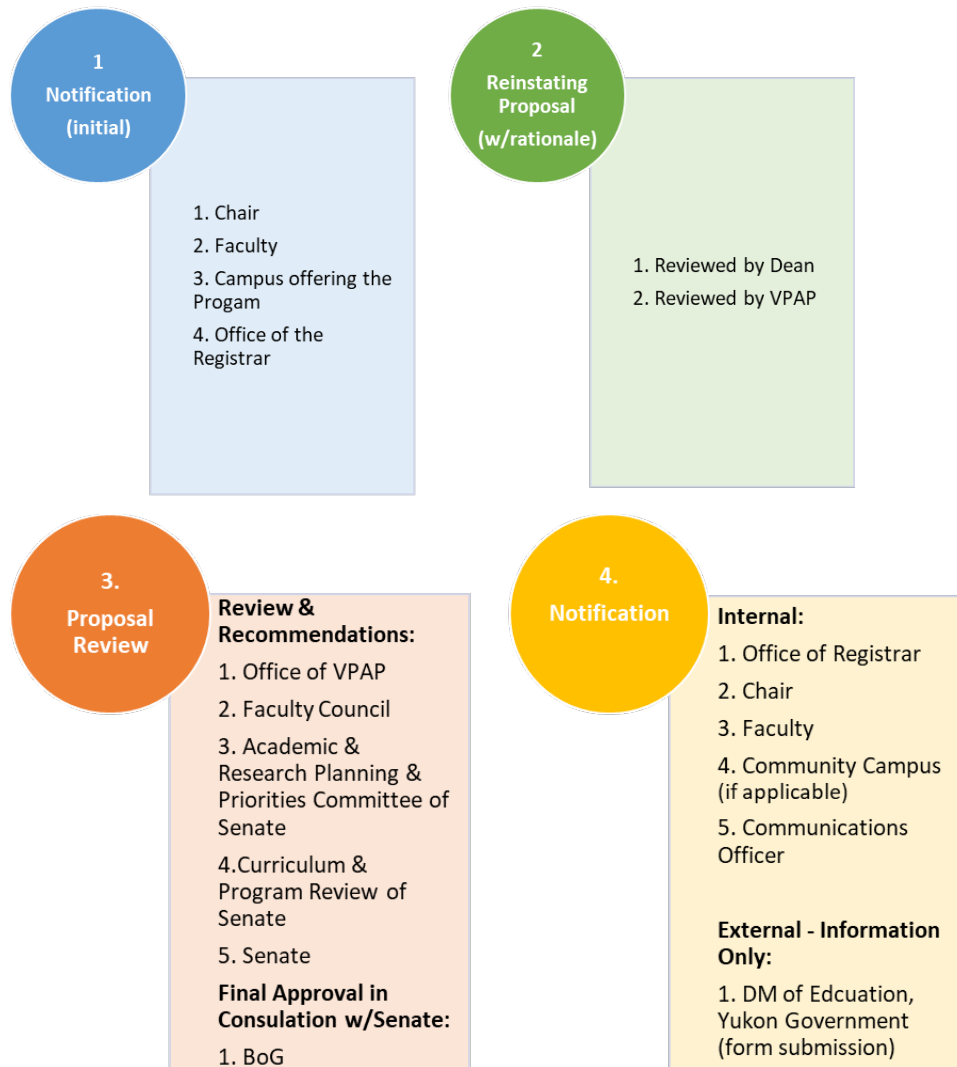 1
Notification
(initial)
1. Chair
2. Faculty
3. Campus offering the
Progam
4. Office of the
Registrar
2
Reinstating
Proposal
(w/rationale)
1. Reviewed by Dean
2. Reviewed by VPAP
3.
Proposal
Review
Review &
Recommendations:
1. Office of VPAP
2. Faculty Council
3. Academic &
Research Planning &
Priorities Committee of
Senate
4.Curriculum &
Program Review of
Senate
5. Senate
Final Approval in
Consulation w/Senate:
1. BoG
4.
Notification
Internal:
1. Office of Registrar
2. Chair
3. Faculty
4. Community Campus
(if applicable)
5. Communications
Officer
External - Information
Only:
1. DM of Edcuation,
Yukon Government
(form submission)